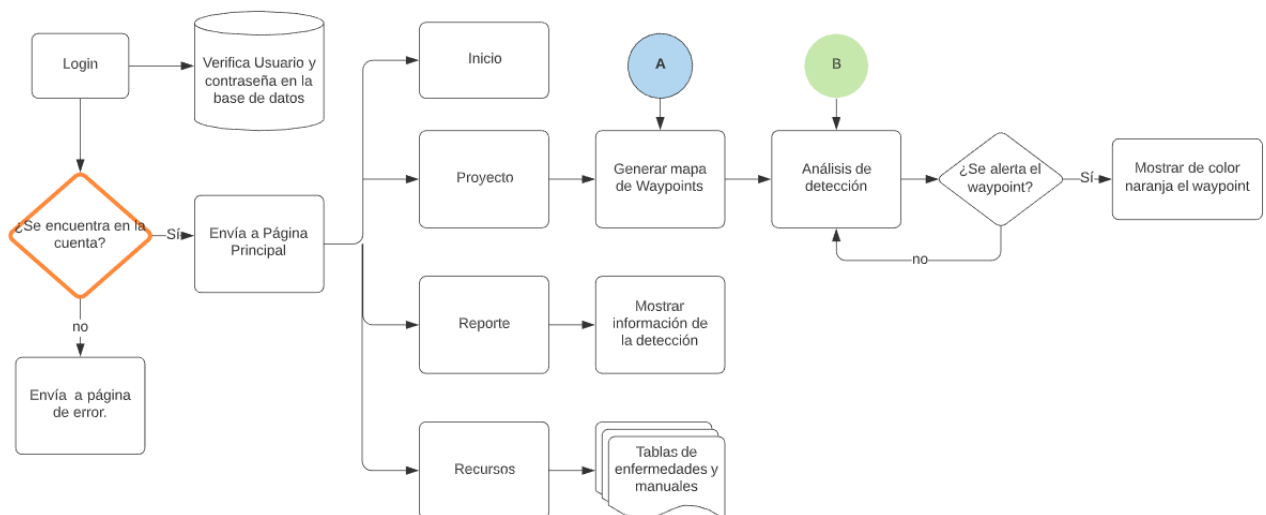 Login
Verifica Usuario y
contraseña en la
base de datos
Inicio
A
B
Proyecto
Generar mapa
de Waypoints
Análisis de
detección
¿Se alerta el
waypoint?
Sí
Mostrar de color
naranja el waypoint
no
¿Se encuentra en la
cuenta?
Sí
Envía a Página
Principal
no
Envía a página
de error.
Reporte
Mostrar
información de
la detección
Recursos
Tablas de
enfermedades y
manuales